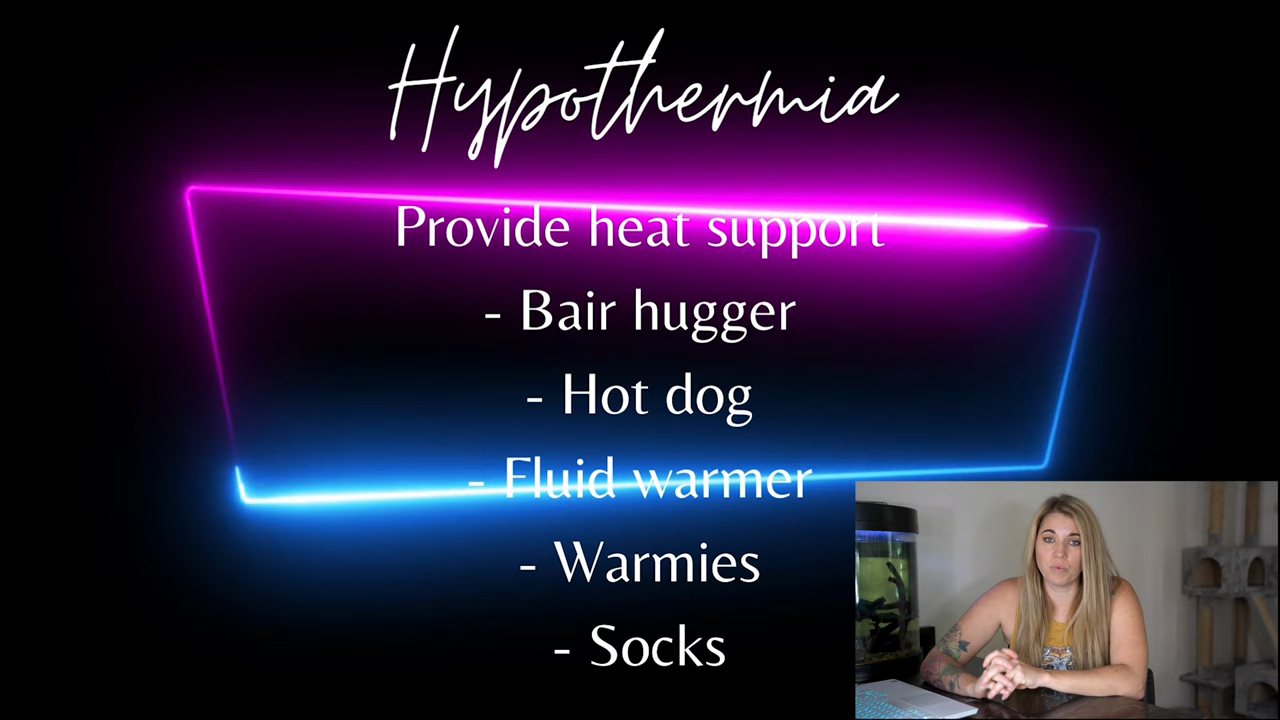 Hypothermia
Provide heat support
- Bair hugger
- Hot dog
- Fluid warmer
- Warmies
- Socks